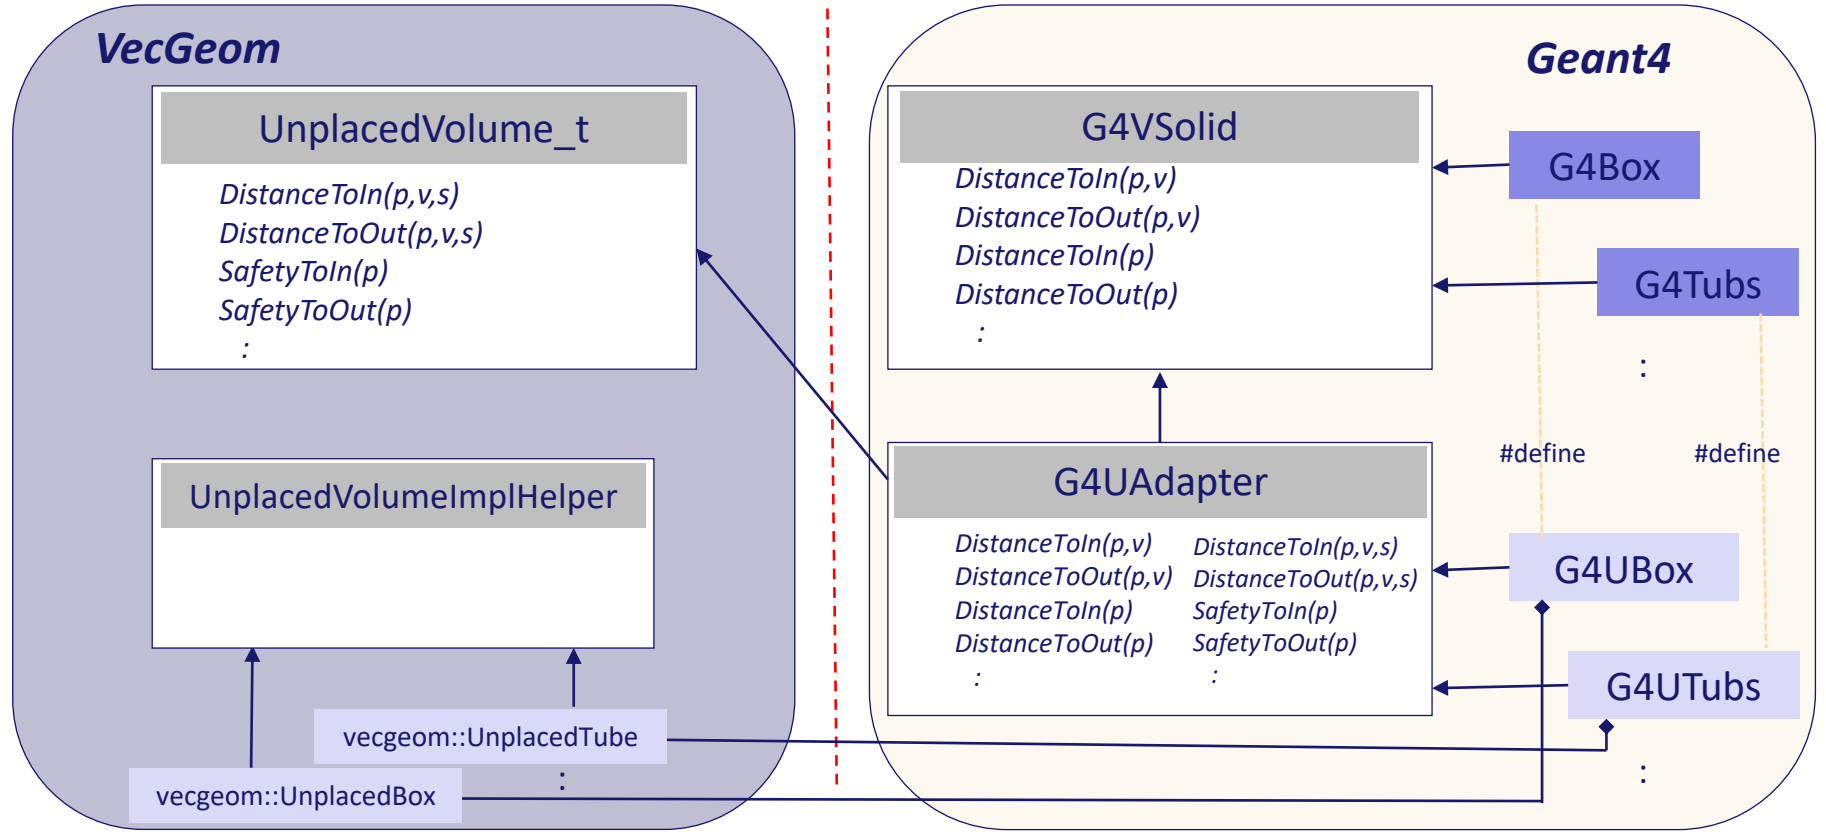 VecGeom
UnplacedVolume_t
DistanceToIn(p,v,s)
DistanceToOut(p,v,s)
SafetyToIn(p)
SafetyToOut(p)
:
UnplacedVolumeImplHelper
vecgeom::UnplacedTube
:
vecgeom::UnplacedBox
Geant4
G4VSolid
DistanceToIn(p,v)
DistanceToOut(p,v)
DistanceToIn(p)
DistanceToOut(p)
:
G4Box
G4Tubs
:
#define
#define
G4UAdapter
DistanceToIn(p,v)
DistanceToOut(p,v)
DistanceToIn(p)
DistanceToOut(p)
:
DistanceToIn(p,v,s)
DistanceToOut(p,v,s)
SafetyToIn(p)
SafetyToOut(p)
:
G4UBox
G4UTubs
: